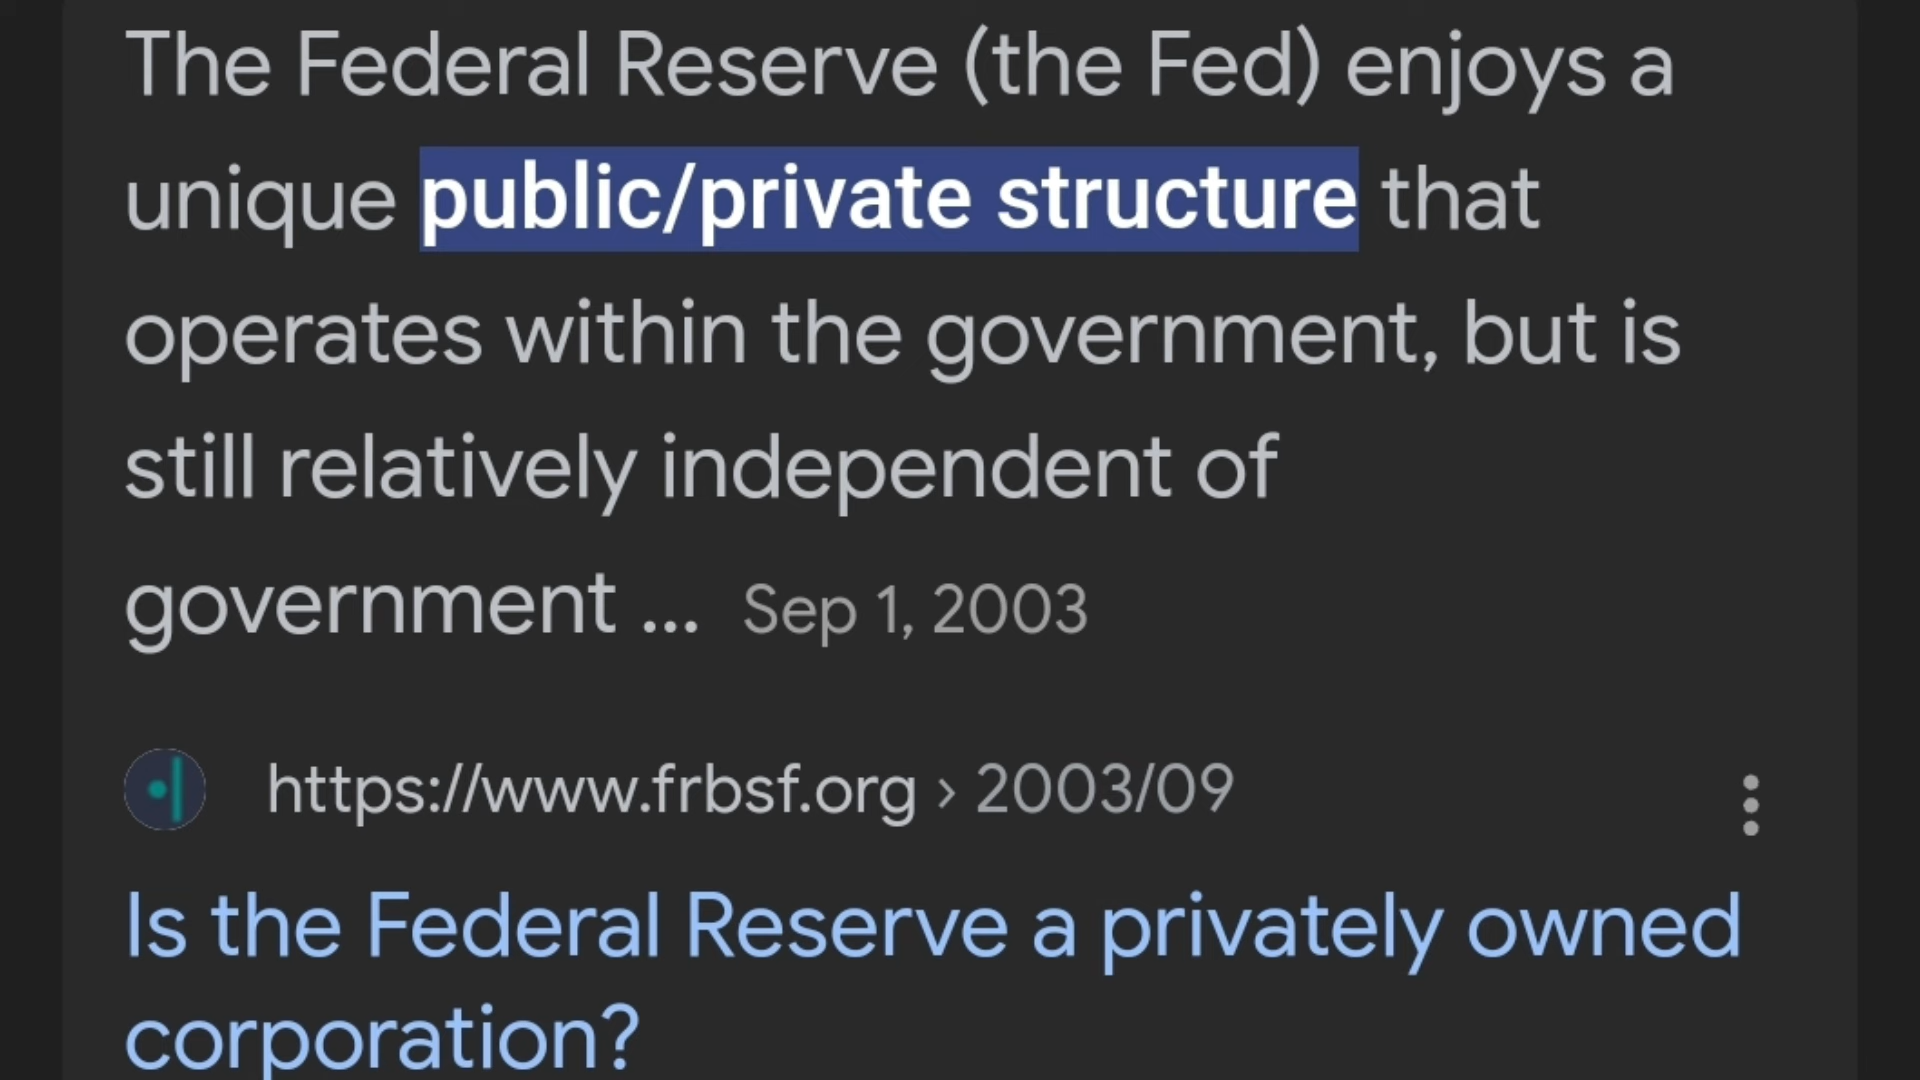 The Federal Reserve (the Fed) enjoys a
unique public/private structure that
operates within the government, but is
still relatively independent of
government ... Sep 1, 2003
https://www.frbsf.org › 2003/09
Is the Federal Reserve a privately owned
corporation?